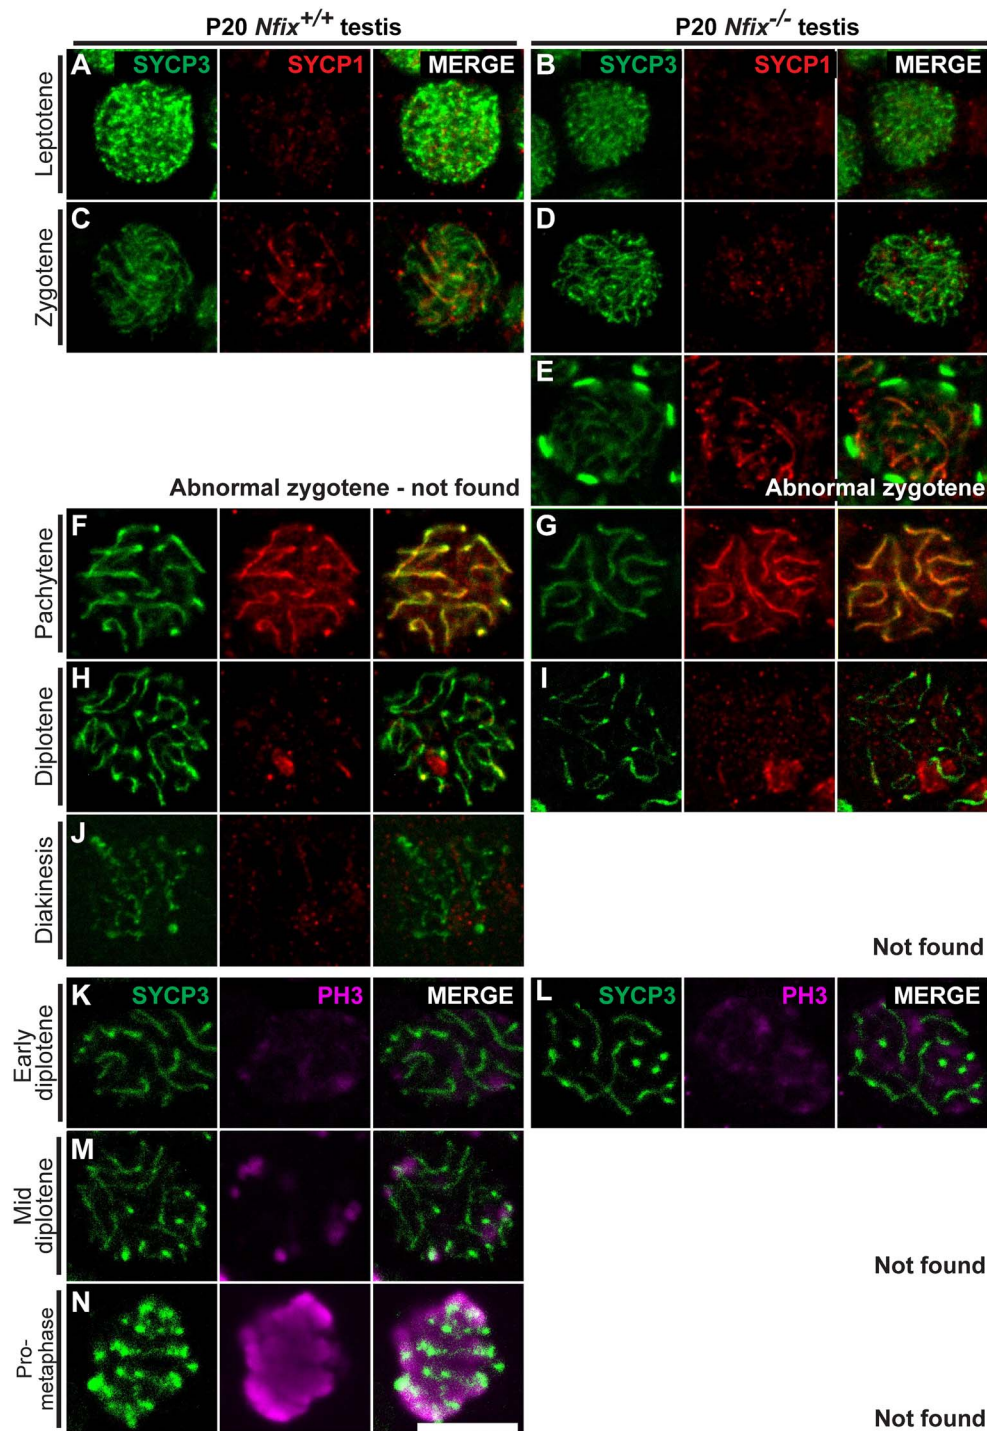 P20 Nfix+/+ testis
P20 Nfix-/- testis
Leptotene
A SYCP3 SYCP1 MERGE
B SYCP3 SYCP1 MERGE
Zygotene
C
D
E
Abnormal zygotene - not found
Abnormal zygotene
Pachytene
F
G
Diplotene
H
I
Diakinesis
J
Not found
Early
diplotene
K SYCP3 PH3 MERGE
L SYCP3 PH3 MERGE
Mid
diplotene
M
Not found
Pro-
metaphase
N
Not found